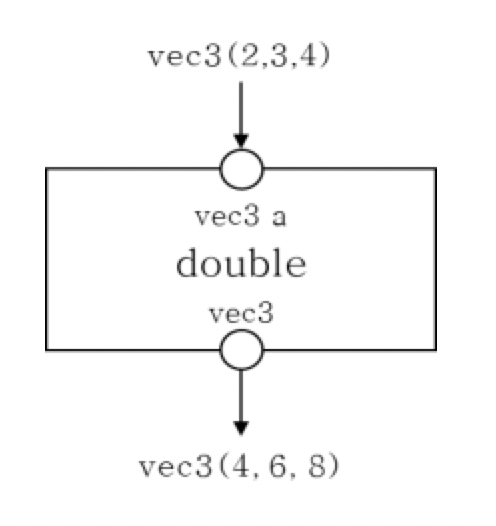 vec3(2,3,4)
vec3 a
double
vec3
vec3(4, 6, 8)